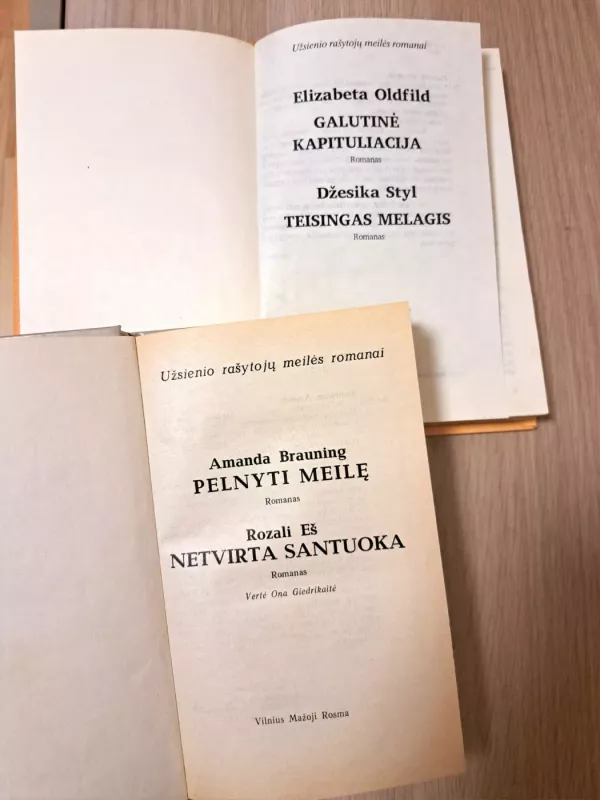 Užsienio rašytojų meilės romanai
Elizabeta Oldfild
GALUTINĖ
KAPITULIACIJA
Romanas
Džesika Styl
TEISINGAS MELAGIS
Romanas
Užsienio rašytojų meilės romanai
Amanda Brauning
PELNYTI MEILĘ
Romanas
Rozali Eš
NETVIRTA SANTUOKA
Romanas
Vertė Ona Giedrikaitė
Vilnius Mažoji Rosma